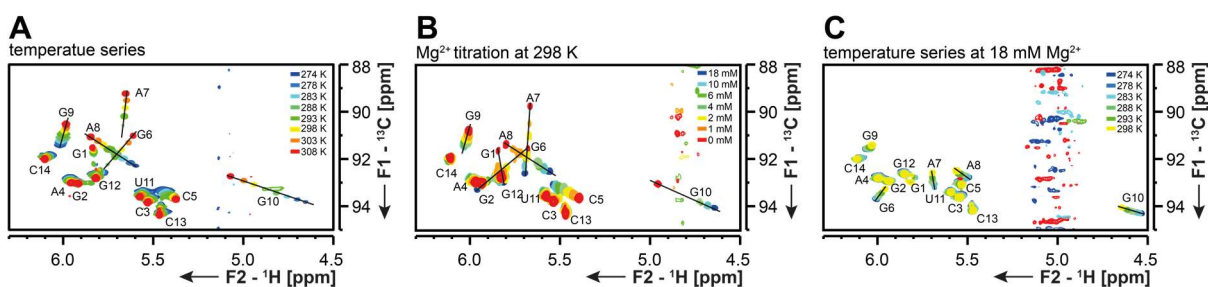 A
temperatue series
274 K
278 K
283 K
288 K
293 K
298 K
303 K
308 K
A7
G9
A8
G6
G1
C14
G12
A4
G2
U11
C3
C5
C13
G10
88
90
92
94
F1 - ¹³C [ppm]
6.0 5.5 5.0 4.5
F2 - ¹H [ppm]
B
Mg²⁺ titration at 298 K
18 mM
10 mM
6 mM
4 mM
2 mM
1 mM
0 mM
A7
G9
A8
G1
G6
C14
A4
G2
G12
U11
C3
C5
C13
G10
88
90
92
94
F1 - ¹³C [ppm]
6.0 5.5 5.0 4.5
F2 - ¹H [ppm]
C
temperature series at 18 mM Mg²⁺
274 K
278 K
283 K
288 K
293 K
298 K
G9
C14
G12
A7
A8
A4
G2
G1
C5
U11
G6
C3
C13
G10
88
90
92
94
F1 - ¹³C [ppm]
6.0 5.5 5.0 4.5
F2 - ¹H [ppm]